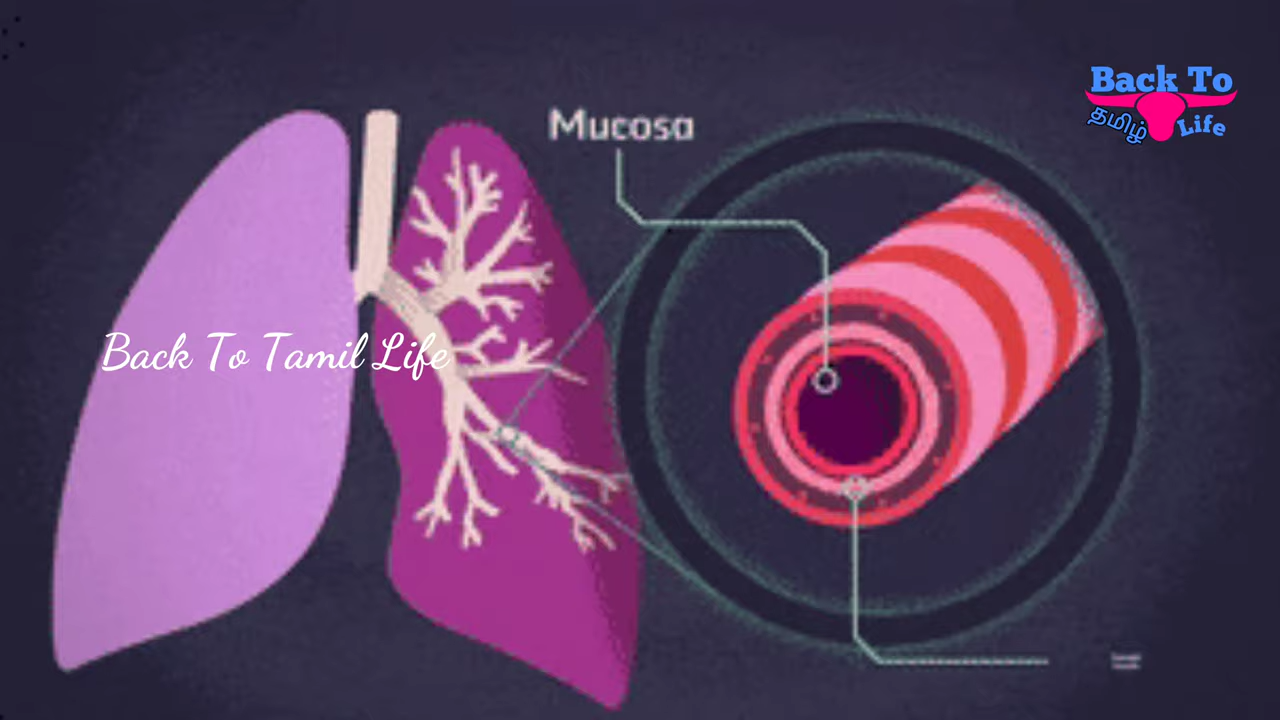 Back To
தமிழ்
Life
Mucosa
Back To Tamil Life